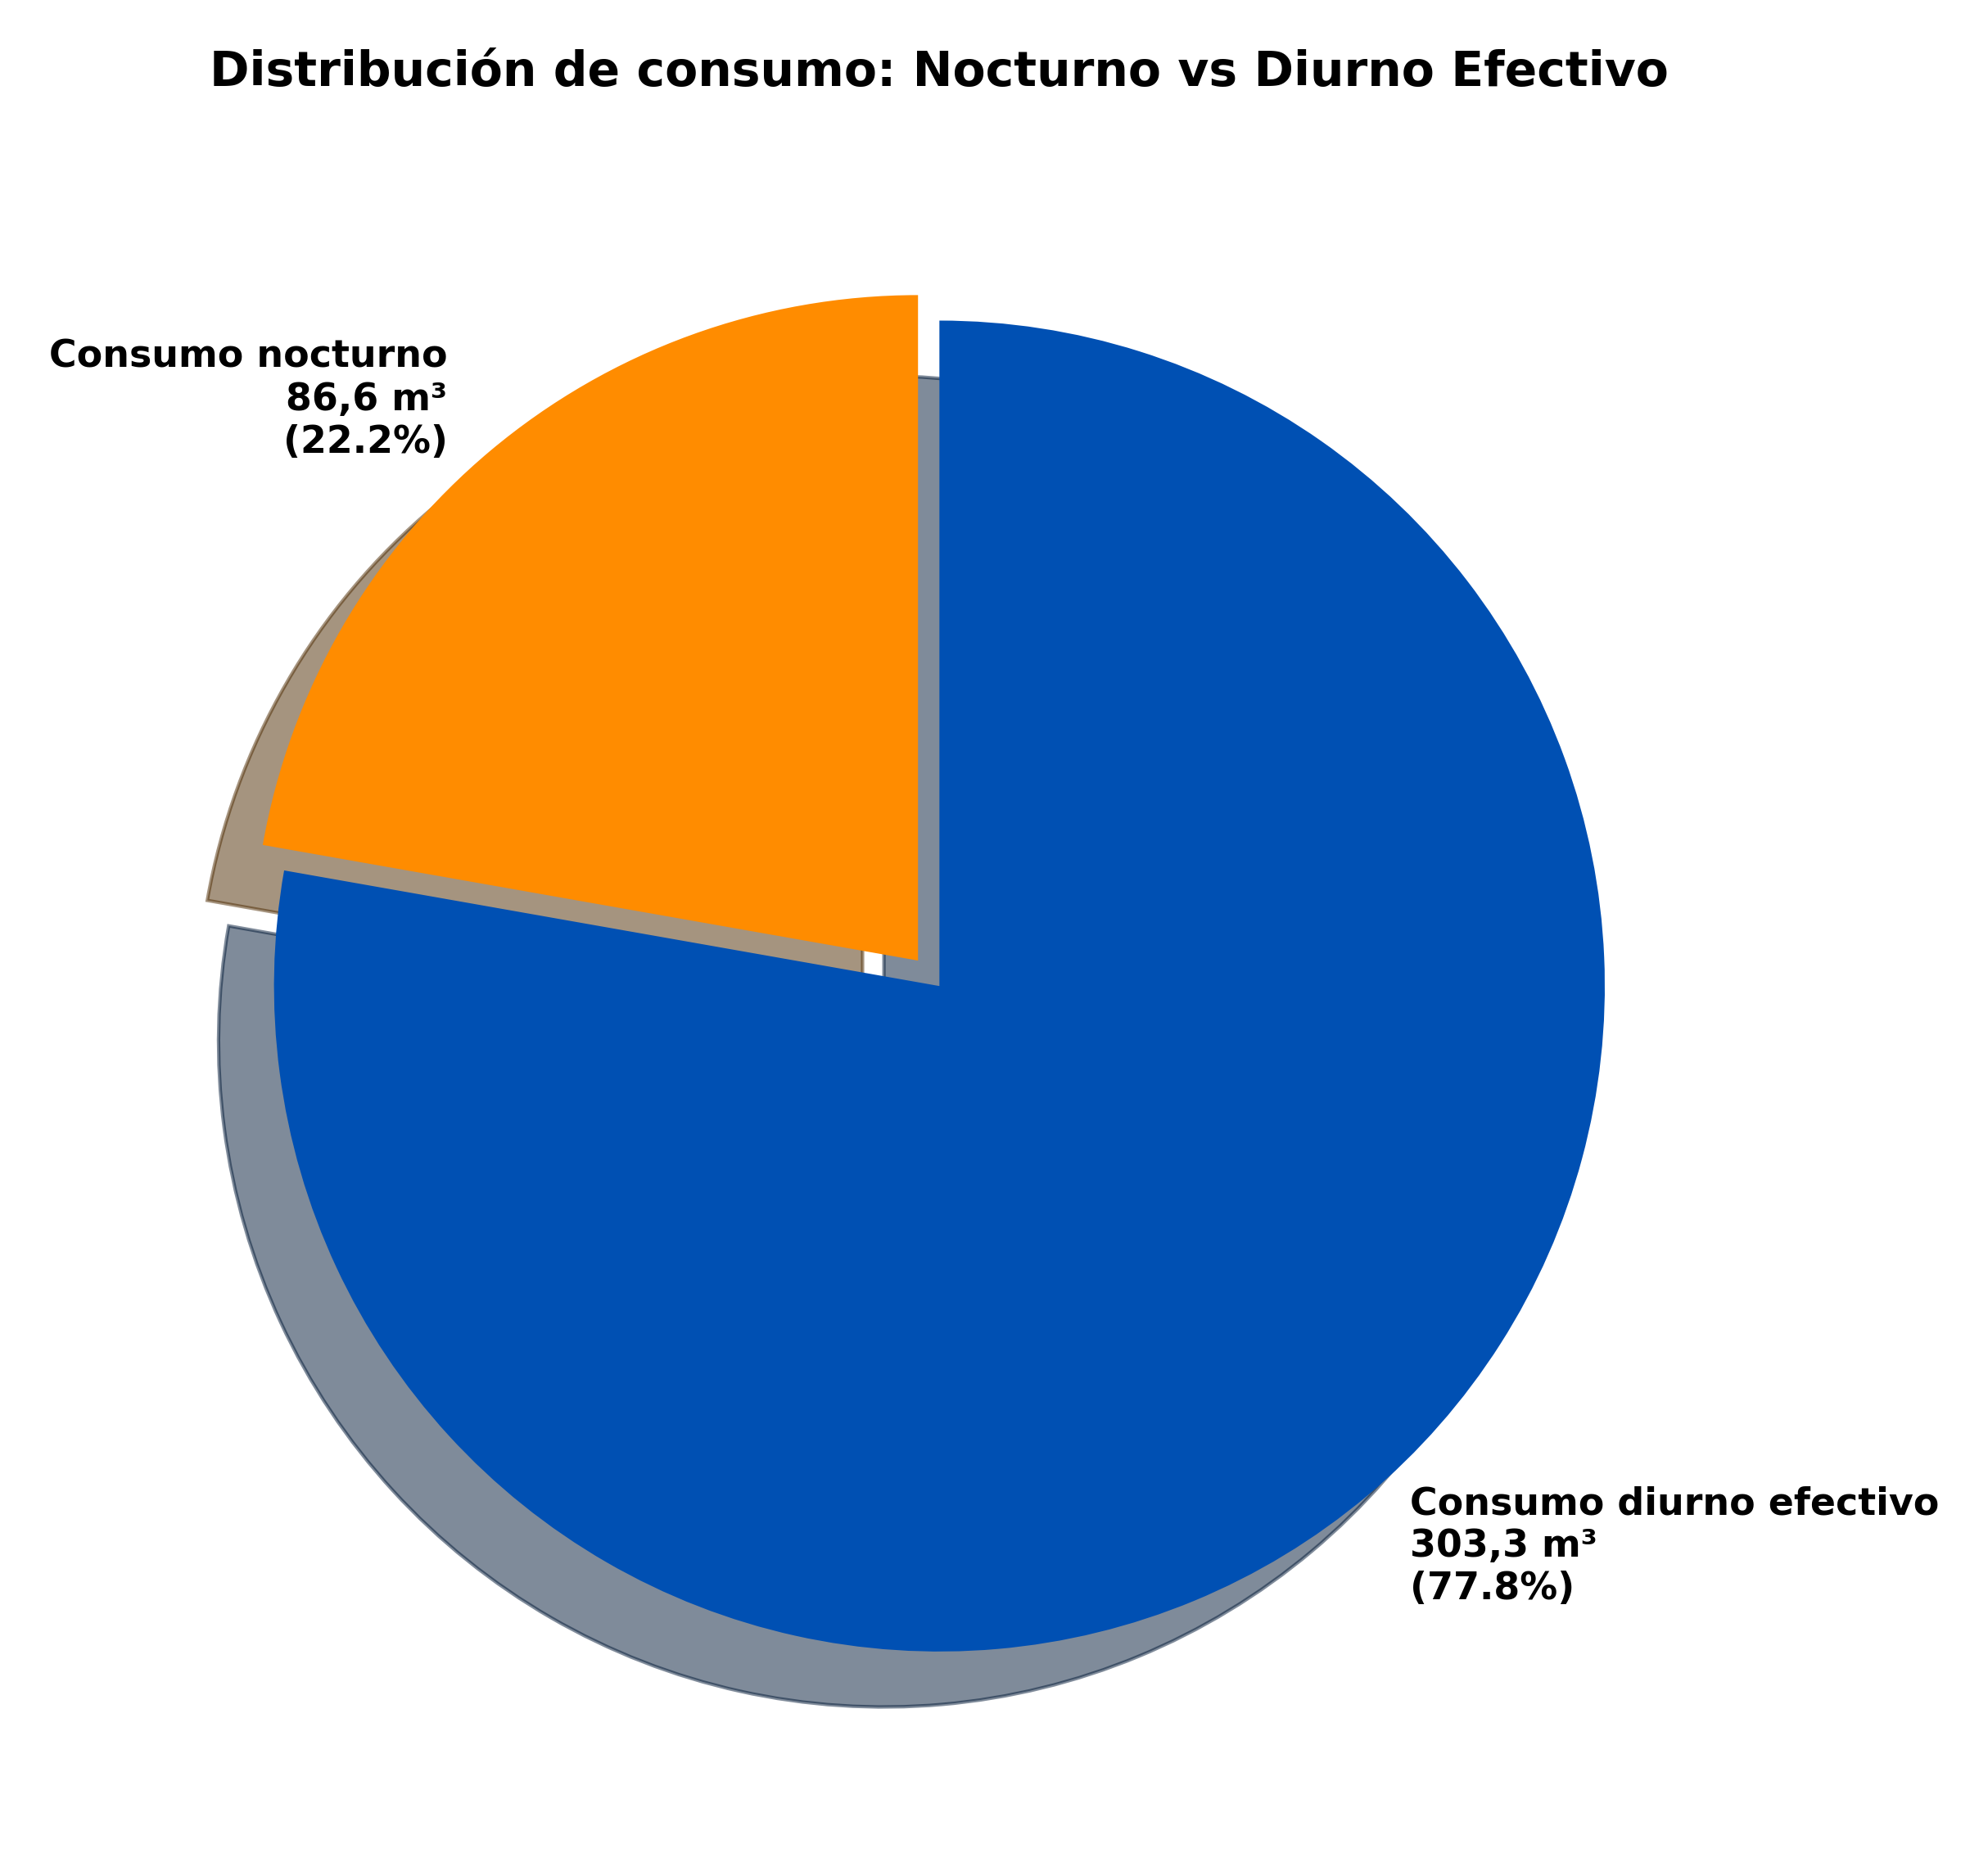 Distribución de consumo: Nocturno vs Diurno Efectivo
Consumo nocturno
86,6 m³
(22.2%)
Consumo diurno efectivo
303,3 m³
(77.8%)